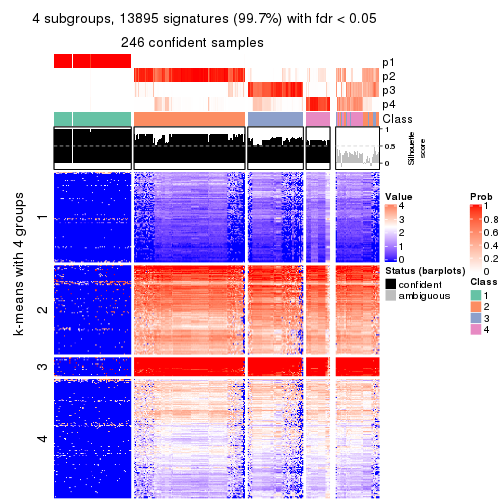 4 subgroups, 13895 signatures (99.7%) with fdr < 0.05
246 confident samples
p1
p2
p3
p4
Class
1
0.5
0
Silhouette
score
k-means with 4 groups
1
2
3
4
Value
4
3
2
1
0
Status (barplots)
confident
ambiguous
Prob
1
0.8
0.6
0.4
0.2
0
Class
1
2
3
4